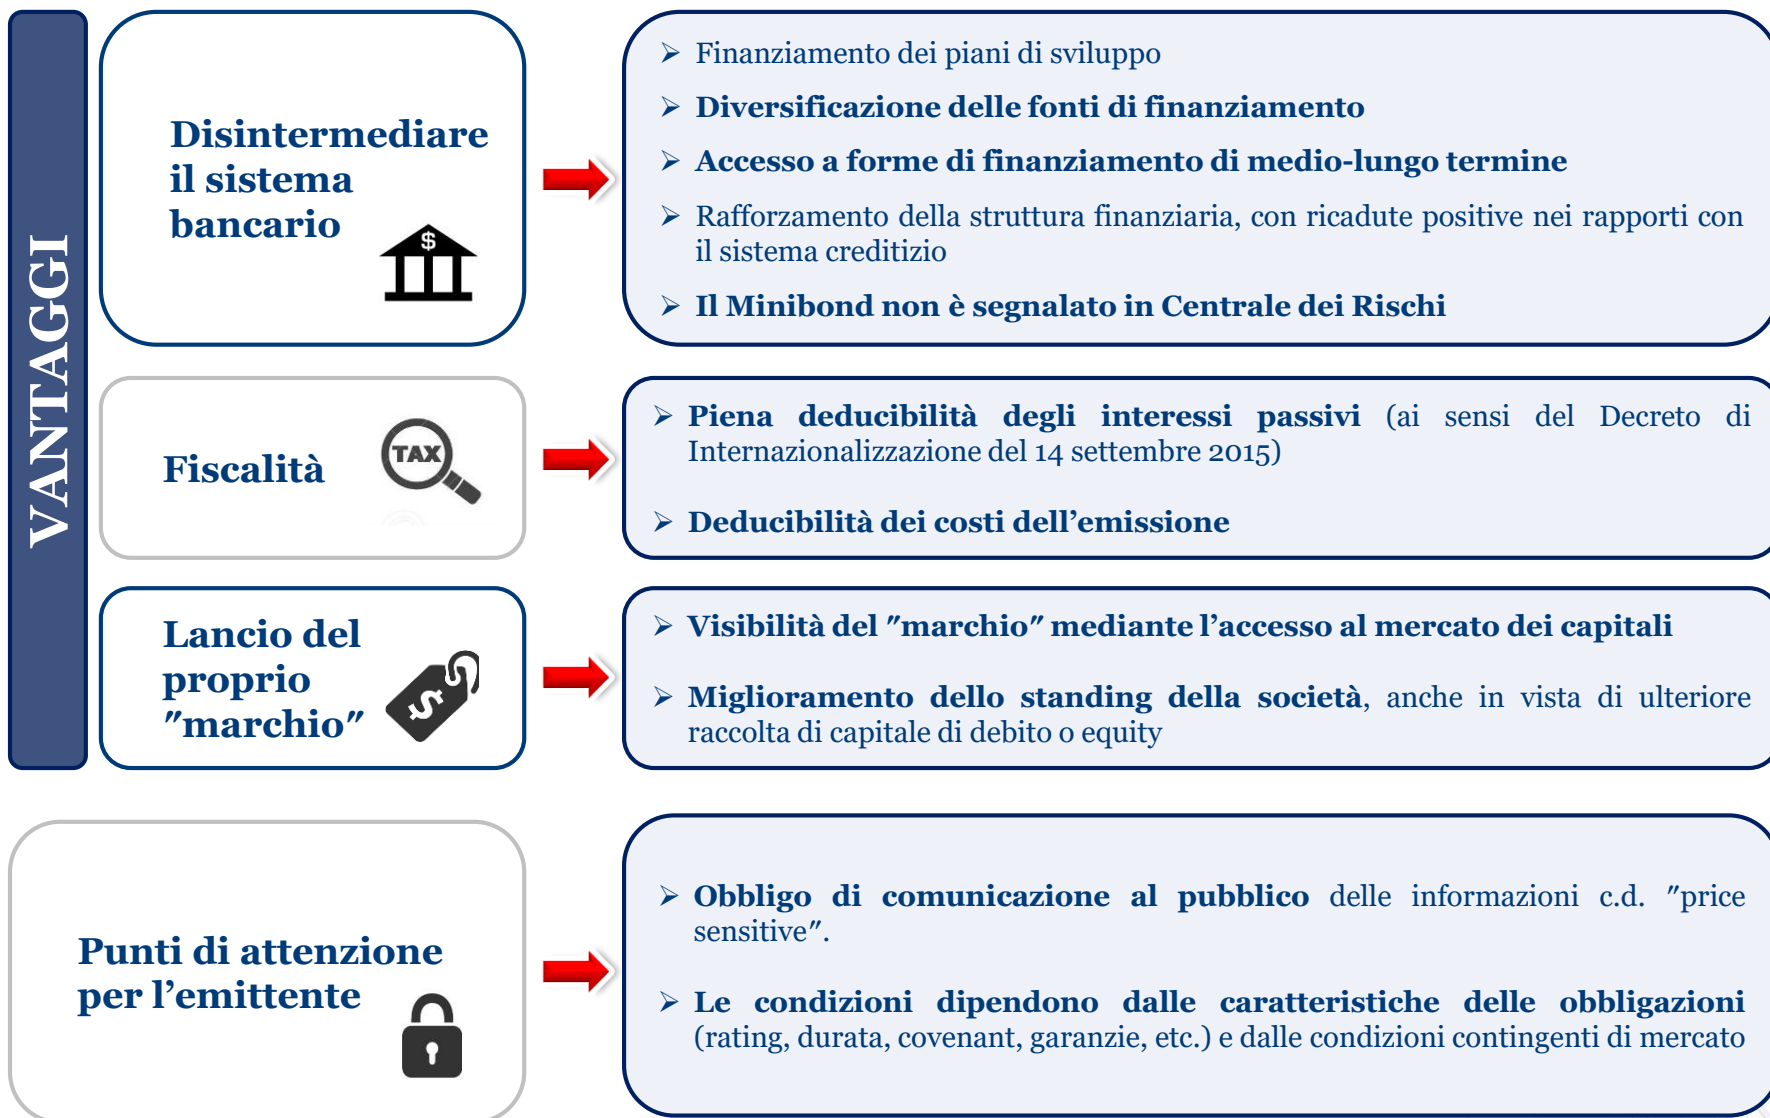 VANTAGGI
Disintermediare
il sistema
bancario
$
➢ Finanziamento dei piani di sviluppo
➢ Diversificazione delle fonti di finanziamento
➢ Accesso a forme di finanziamento di medio-lungo termine
➢ Rafforzamento della struttura finanziaria, con ricadute positive nei rapporti con
il sistema creditizio
➢ Il Minibond non è segnalato in Centrale dei Rischi
Fiscalità
TAX
➢ Piena deducibilità degli interessi passivi (ai sensi del Decreto di
Internazionalizzazione del 14 settembre 2015)
➢ Deducibilità dei costi dell’emissione
Lancio del
proprio
"marchio"
$
➢ Visibilità del "marchio" mediante l’accesso al mercato dei capitali
➢ Miglioramento dello standing della società, anche in vista di ulteriore
raccolta di capitale di debito o equity
Punti di attenzione
per l’emittente
➢ Obbligo di comunicazione al pubblico delle informazioni c.d. "price
sensitive".
➢ Le condizioni dipendono dalle caratteristiche delle obbligazioni
(rating, durata, covenant, garanzie, etc.) e dalle condizioni contingenti di mercato